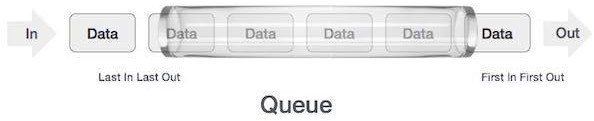 In Data Data Data Data Data Data Out
Last In Last Out First In First Out
Queue